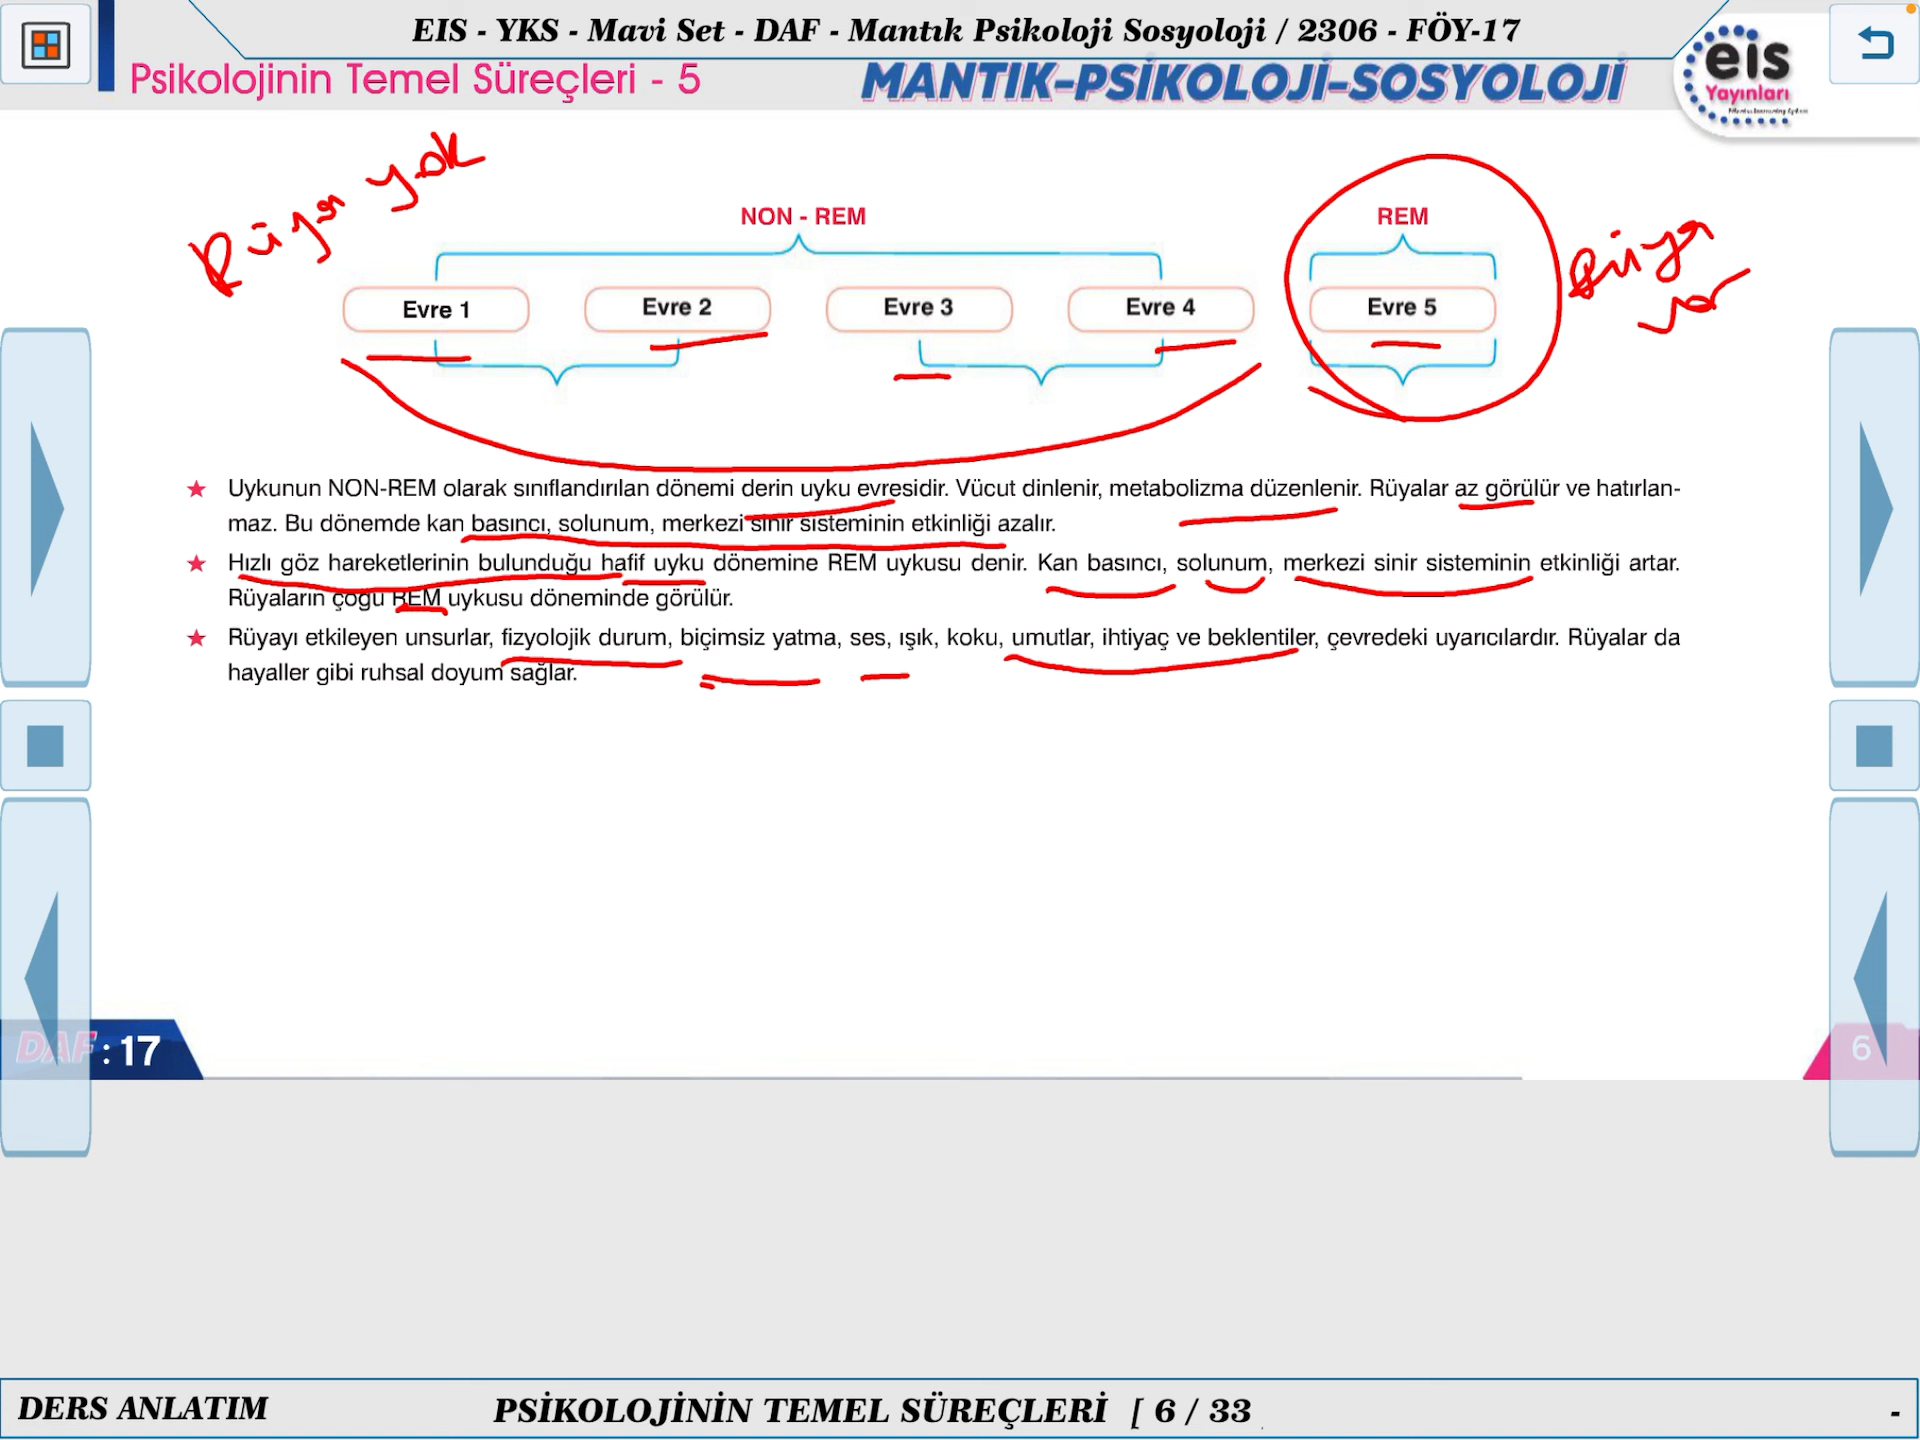 EIS - YKS - Mavi Set - DAF - Mantık Psikoloji Sosyoloji / 2306 - FÖY-17
Psikolojinin Temel Süreçleri - 5
MANTIK-PSİKOLOJİ-SOSYOLOJİ
eis
Yayınları
Rüya yok
NON - REM
REM
Rüya
var
Evre 1
Evre 2
Evre 3
Evre 4
Evre 5
★ Uykunun NON-REM olarak sınıflandırılan dönemi derin uyku evresidir. Vücut dinlenir, metabolizma düzenlenir. Rüyalar az görülür ve hatırlan-
maz. Bu dönemde kan basıncı, solunum, merkezi sinir sisteminin etkinliği azalır.
★ Hızlı göz hareketlerinin bulunduğu hafif uyku dönemine REM uykusu denir. Kan basıncı, solunum, merkezi sinir sisteminin etkinliği artar.
Rüyaların çoğu REM uykusu döneminde görülür.
★ Rüyayı etkileyen unsurlar, fizyolojik durum, biçimsiz yatma, ses, ışık, koku, umutlar, ihtiyaç ve beklentiler, çevredeki uyarıcılardır. Rüyalar da
hayaller gibi ruhsal doyum sağlar.
DAF : 17
6
DERS ANLATIM
PSİKOLOJİNİN TEMEL SÜREÇLERİ [ 6 / 33
-